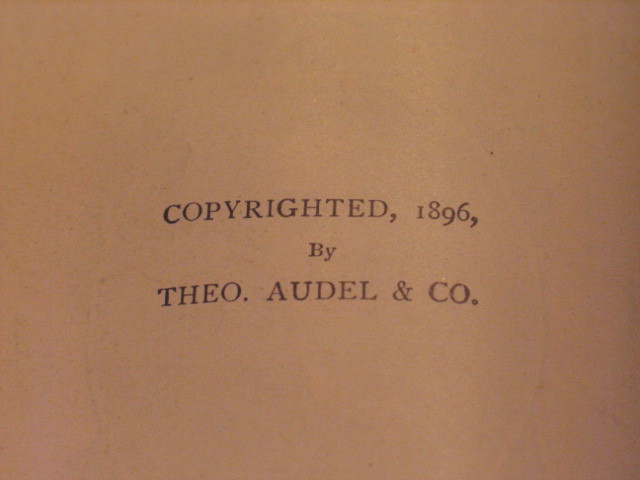 COPYRIGHTED, 1896,
By
THEO. AUDEL & CO.